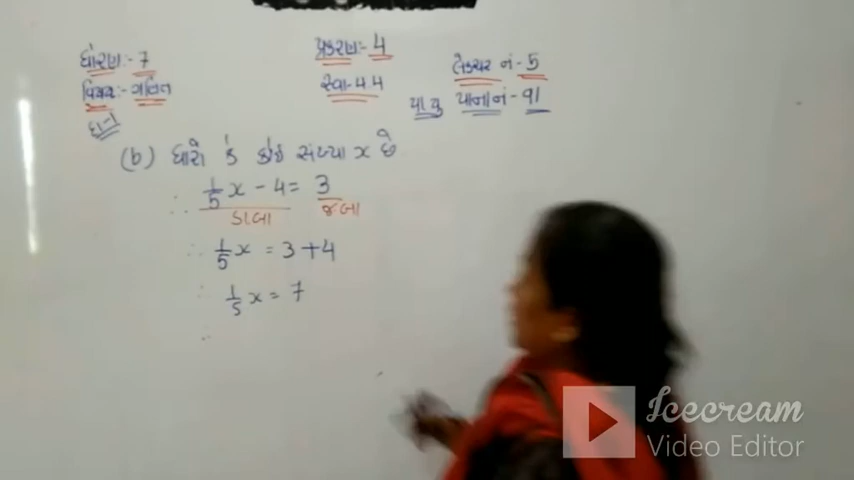 ધોરણ:- 7
પ્રકરણ:- 4
લેક્ચર નં - 5
વિષય:- ગણિત
સ્વા- 4.4
પા.પુ પાના નં - 91
દા-1
(b) ધારો કે કોઈ સંખ્યા x છે
∴ 1/5 x - 4 = 3
ડાબા જબા
∴ 1/5 x = 3 + 4
∴ 1/5 x = 7
∴
Icecream
Video Editor